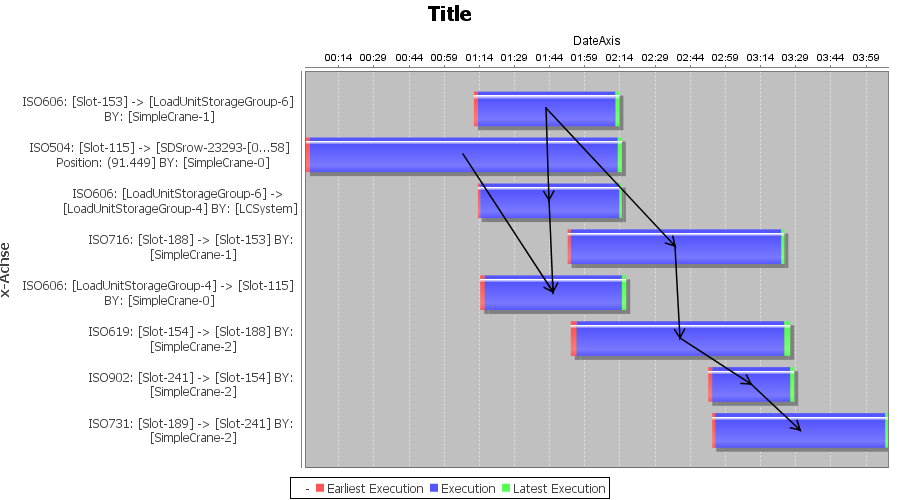 Title
DateAxis
00:14 00:29 00:44 00:59 01:14 01:29 01:44 01:59 02:14 02:29 02:44 02:59 03:14 03:29 03:44 03:59
x-Achse
ISO606: [Slot-153] -> [LoadUnitStorageGroup-6]
BY: [SimpleCrane-1]
ISO504: [Slot-115] -> [SDSrow-23293-[0...58]
Position: (91.449] BY: [SimpleCrane-0]
ISO606: [LoadUnitStorageGroup-6] ->
[LoadUnitStorageGroup-4] BY: [LCSystem]
ISO716: [Slot-188] -> [Slot-153] BY:
[SimpleCrane-1]
ISO606: [LoadUnitStorageGroup-4] -> [Slot-115]
BY: [SimpleCrane-0]
ISO619: [Slot-154] -> [Slot-188] BY:
[SimpleCrane-2]
ISO902: [Slot-241] -> [Slot-154] BY:
[SimpleCrane-2]
ISO731: [Slot-189] -> [Slot-241] BY:
[SimpleCrane-2]
- Earliest Execution Execution Latest Execution